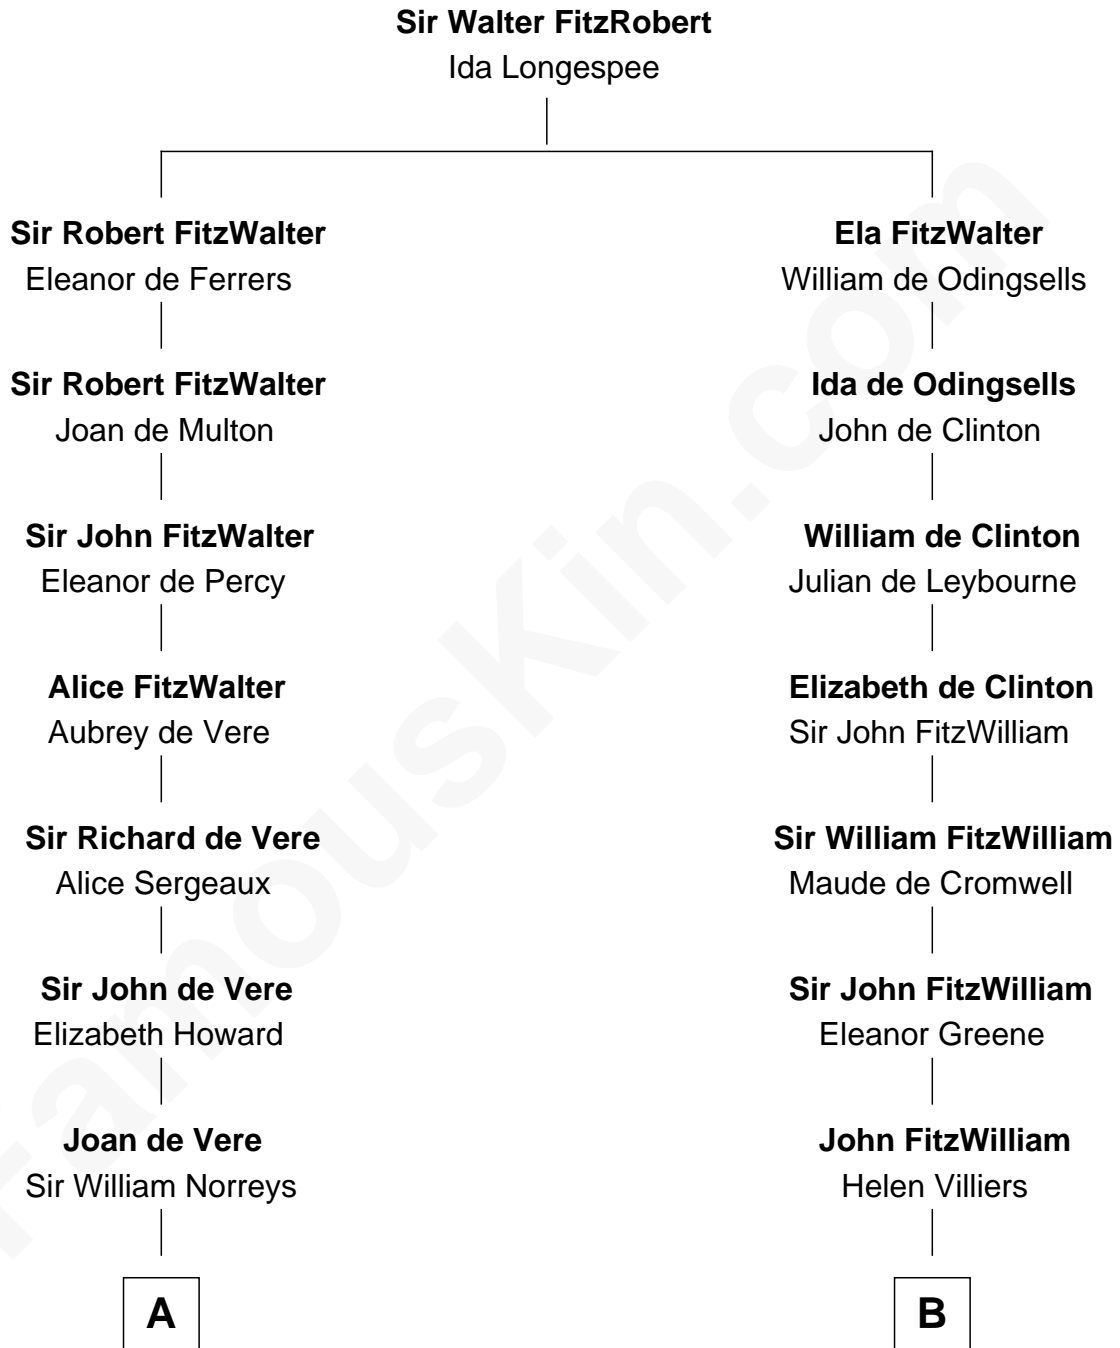 Sir Walter FitzRobert
Ida Longespee
Sir Robert FitzWalter
Eleanor de Ferrers
Sir Robert FitzWalter
Joan de Multon
Sir John FitzWalter
Eleanor de Percy
Alice FitzWalter
Aubrey de Vere
Sir Richard de Vere
Alice Sergeaux
Sir John de Vere
Elizabeth Howard
Joan de Vere
Sir William Norreys
A
Ela FitzWalter
William de Odingsells
Ida de Odingsells
John de Clinton
William de Clinton
Julian de Leybourne
Elizabeth de Clinton
Sir John FitzWilliam
Sir William FitzWilliam
Maude de Cromwell
Sir John FitzWilliam
Eleanor Greene
John FitzWilliam
Helen Villiers
B
FamousKin.com